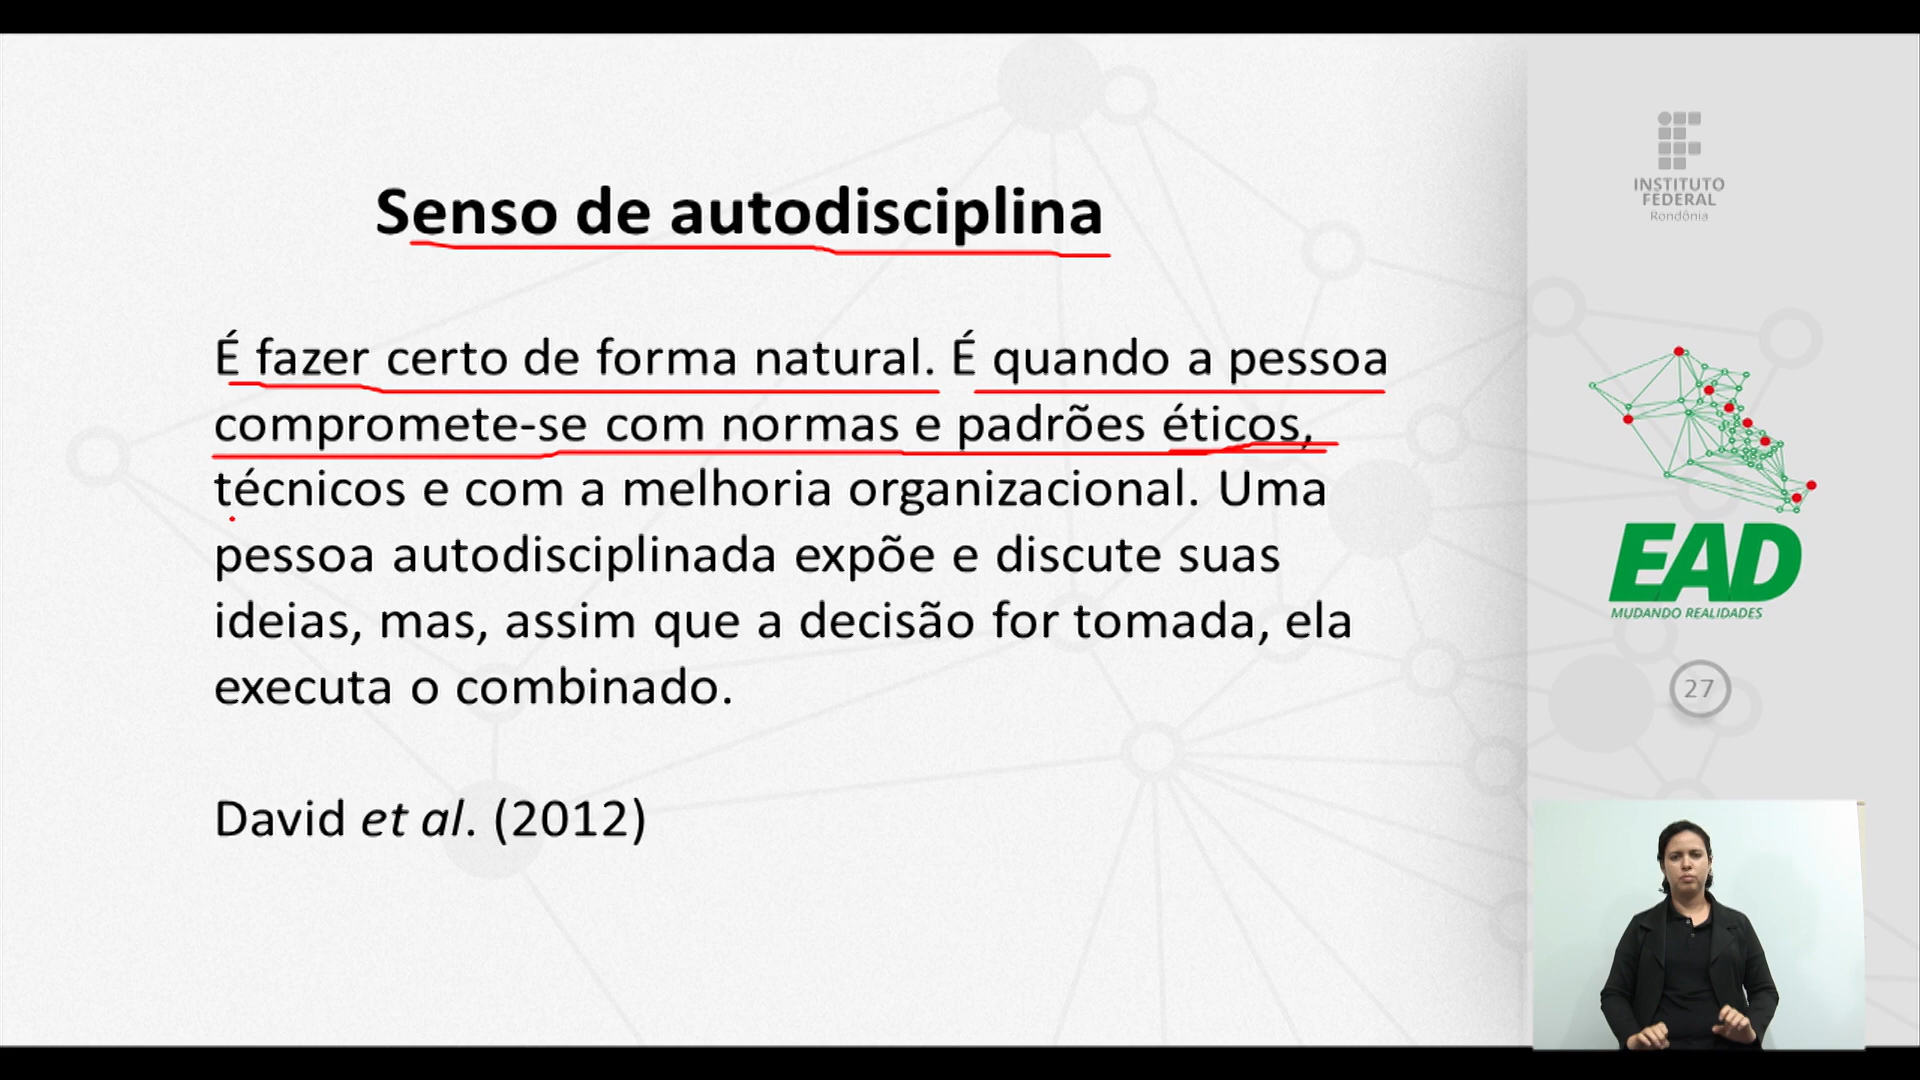 Senso de autodisciplina
É fazer certo de forma natural. É quando a pessoa
compromete-se com normas e padrões éticos,
técnicos e com a melhoria organizacional. Uma
pessoa autodisciplinada expõe e discute suas
ideias, mas, assim que a decisão for tomada, ela
executa o combinado.
David et al. (2012)
INSTITUTO
FEDERAL
Rondônia
EAD
MUDANDO REALIDADES
27